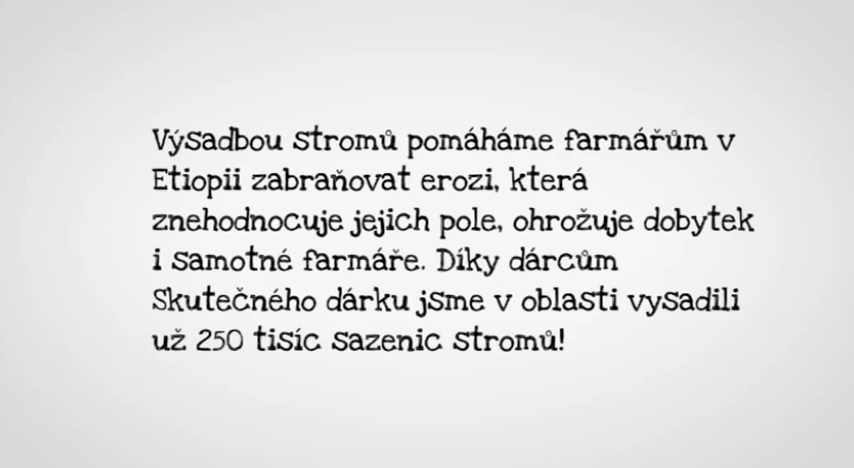 Výsadbou stromů pomáháme farmářům v
Etiopii zabraňovat erozi, která
znehodnocuje jejich pole, ohrožuje dobytek
i samotné farmáře. Díky dárcům
Skutečného dárku jsme v oblasti vysadili
už 250 tisíc sazenic stromů!